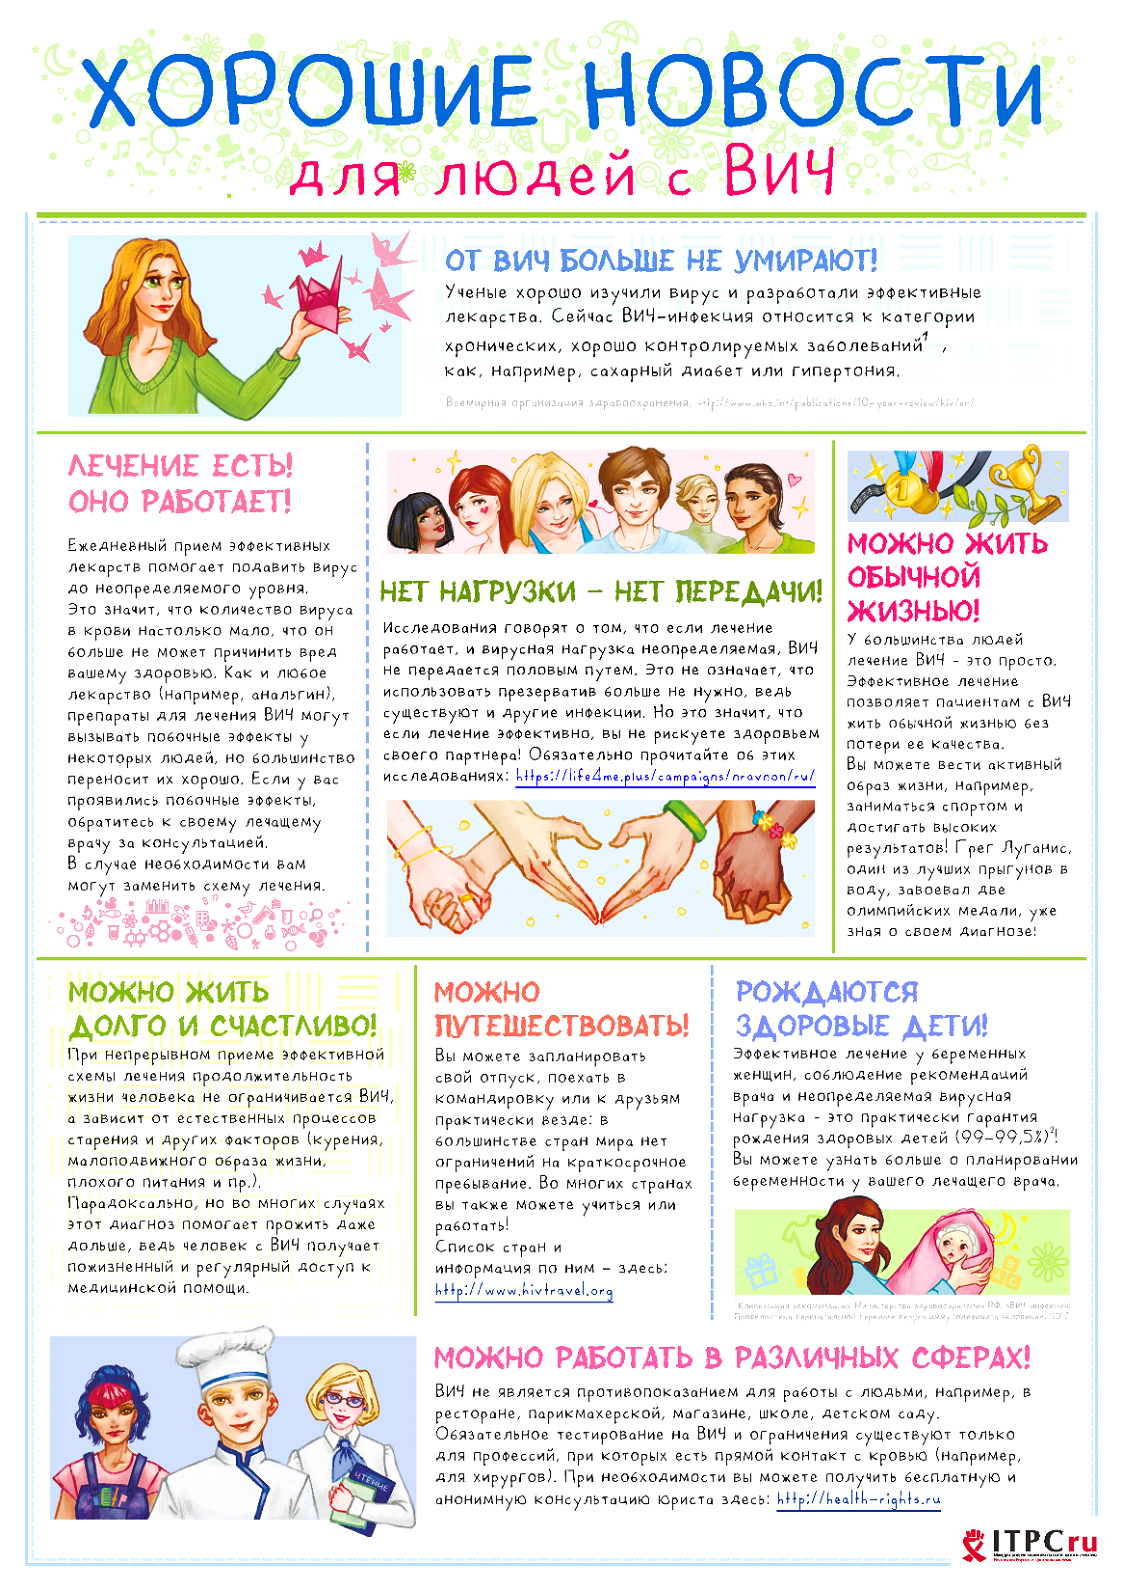 ХОРОШИЕ НОВОСТИ
для людей с ВИЧ
ОТ ВИЧ БОЛЬШЕ НЕ УМИРАЮТ!
Ученые хорошо изучили вирус и разработали эффективные
лекарства. Сейчас ВИЧ-инфекция относится к категории
хронических, хорошо контролируемых заболеваний¹ ,
как, например, сахарный диабет или гипертония.
¹Всемирная организация здравоохранения, http://www.who.int/publications/10-year-review/hiv/en/
ЛЕЧЕНИЕ ЕСТЬ!
ОНО РАБОТАЕТ!
Ежедневный прием эффективных
лекарств помогает подавить вирус
до неопределяемого уровня.
Это значит, что количество вируса
в крови настолько мало, что он
больше не может причинить вред
вашему здоровью. Как и любое
лекарство (например, анальгин),
препараты для лечения ВИЧ могут
вызывать побочные эффекты у
некоторых людей, но большинство
переносит их хорошо. Если у вас
проявились побочные эффекты,
обратитесь к своему лечащему
врачу за консультацией.
В случае необходимости вам
могут заменить схему лечения.
НЕТ НАГРУЗКИ – НЕТ ПЕРЕДАЧИ!
Исследования говорят о том, что если лечение
работает, и вирусная нагрузка неопределяемая, ВИЧ
не передается половым путем. Это не означает, что
использовать презерватив больше не нужно, ведь
существуют и другие инфекции. Но это значит, что
если лечение эффективно, вы не рискуете здоровьем
своего партнера! Обязательно прочитайте об этих
исследованиях: https://life4me.plus/campaigns/nravnon/ru/
МОЖНО ЖИТЬ
ОБЫЧНОЙ
ЖИЗНЬЮ!
У большинства людей
лечение ВИЧ - это просто.
Эффективное лечение
позволяет пациентам с ВИЧ
жить обычной жизнью без
потери ее качества.
Вы можете вести активный
образ жизни, например,
заниматься спортом и
достигать высоких
результатов! Грег Луганис,
один из лучших прыгунов в
воду, завоевал две
олимпийских медали, уже
зная о своем диагнозе!
МОЖНО ЖИТЬ
ДОЛГО И СЧАСТЛИВО!
При непрерывном приеме эффективной
схемы лечения продолжительность
жизни человека не ограничивается ВИЧ,
а зависит от естественных процессов
старения и других факторов (курения,
малоподвижного образа жизни,
плохого питания и пр.).
Парадоксально, но во многих случаях
этот диагноз помогает прожить даже
дольше, ведь человек с ВИЧ получает
пожизненный и регулярный доступ к
медицинской помощи.
МОЖНО
ПУТЕШЕСТВОВАТЬ!
Вы можете запланировать
свой отпуск, поехать в
командировку или к друзьям
практически везде: в
большинстве стран мира нет
ограничений на краткосрочное
пребывание. Во многих странах
вы также можете учиться или
работать!
Список стран и
информация по ним – здесь:
http://www.hivtravel.org
РОЖДАЮТСЯ
ЗДОРОВЫЕ ДЕТИ!
Эффективное лечение у беременных
женщин, соблюдение рекомендаций
врача и неопределяемая вирусная
нагрузка - это практически гарантия
рождения здоровых детей (99-99,5%)²!
Вы можете узнать больше о планировании
беременности у вашего лечащего врача.
²Клинические рекомендации Министерства здравоохранения РФ, «ВИЧ-инфекция:
МОЖНО РАБОТАТЬ В РАЗЛИЧНЫХ СФЕРАХ!
ВИЧ не является противопоказанием для работы с людьми, например, в
ресторане, парикмахерской, магазине, школе, детском саду.
Обязательное тестирование на ВИЧ и ограничения существуют только
для профессий, при которых есть прямой контакт с кровью (например,
для хирургов). При необходимости вы можете получить бесплатную и
анонимную консультацию юриста здесь: http://health-rights.ru
ЧТЕНИЕ
ITPCru